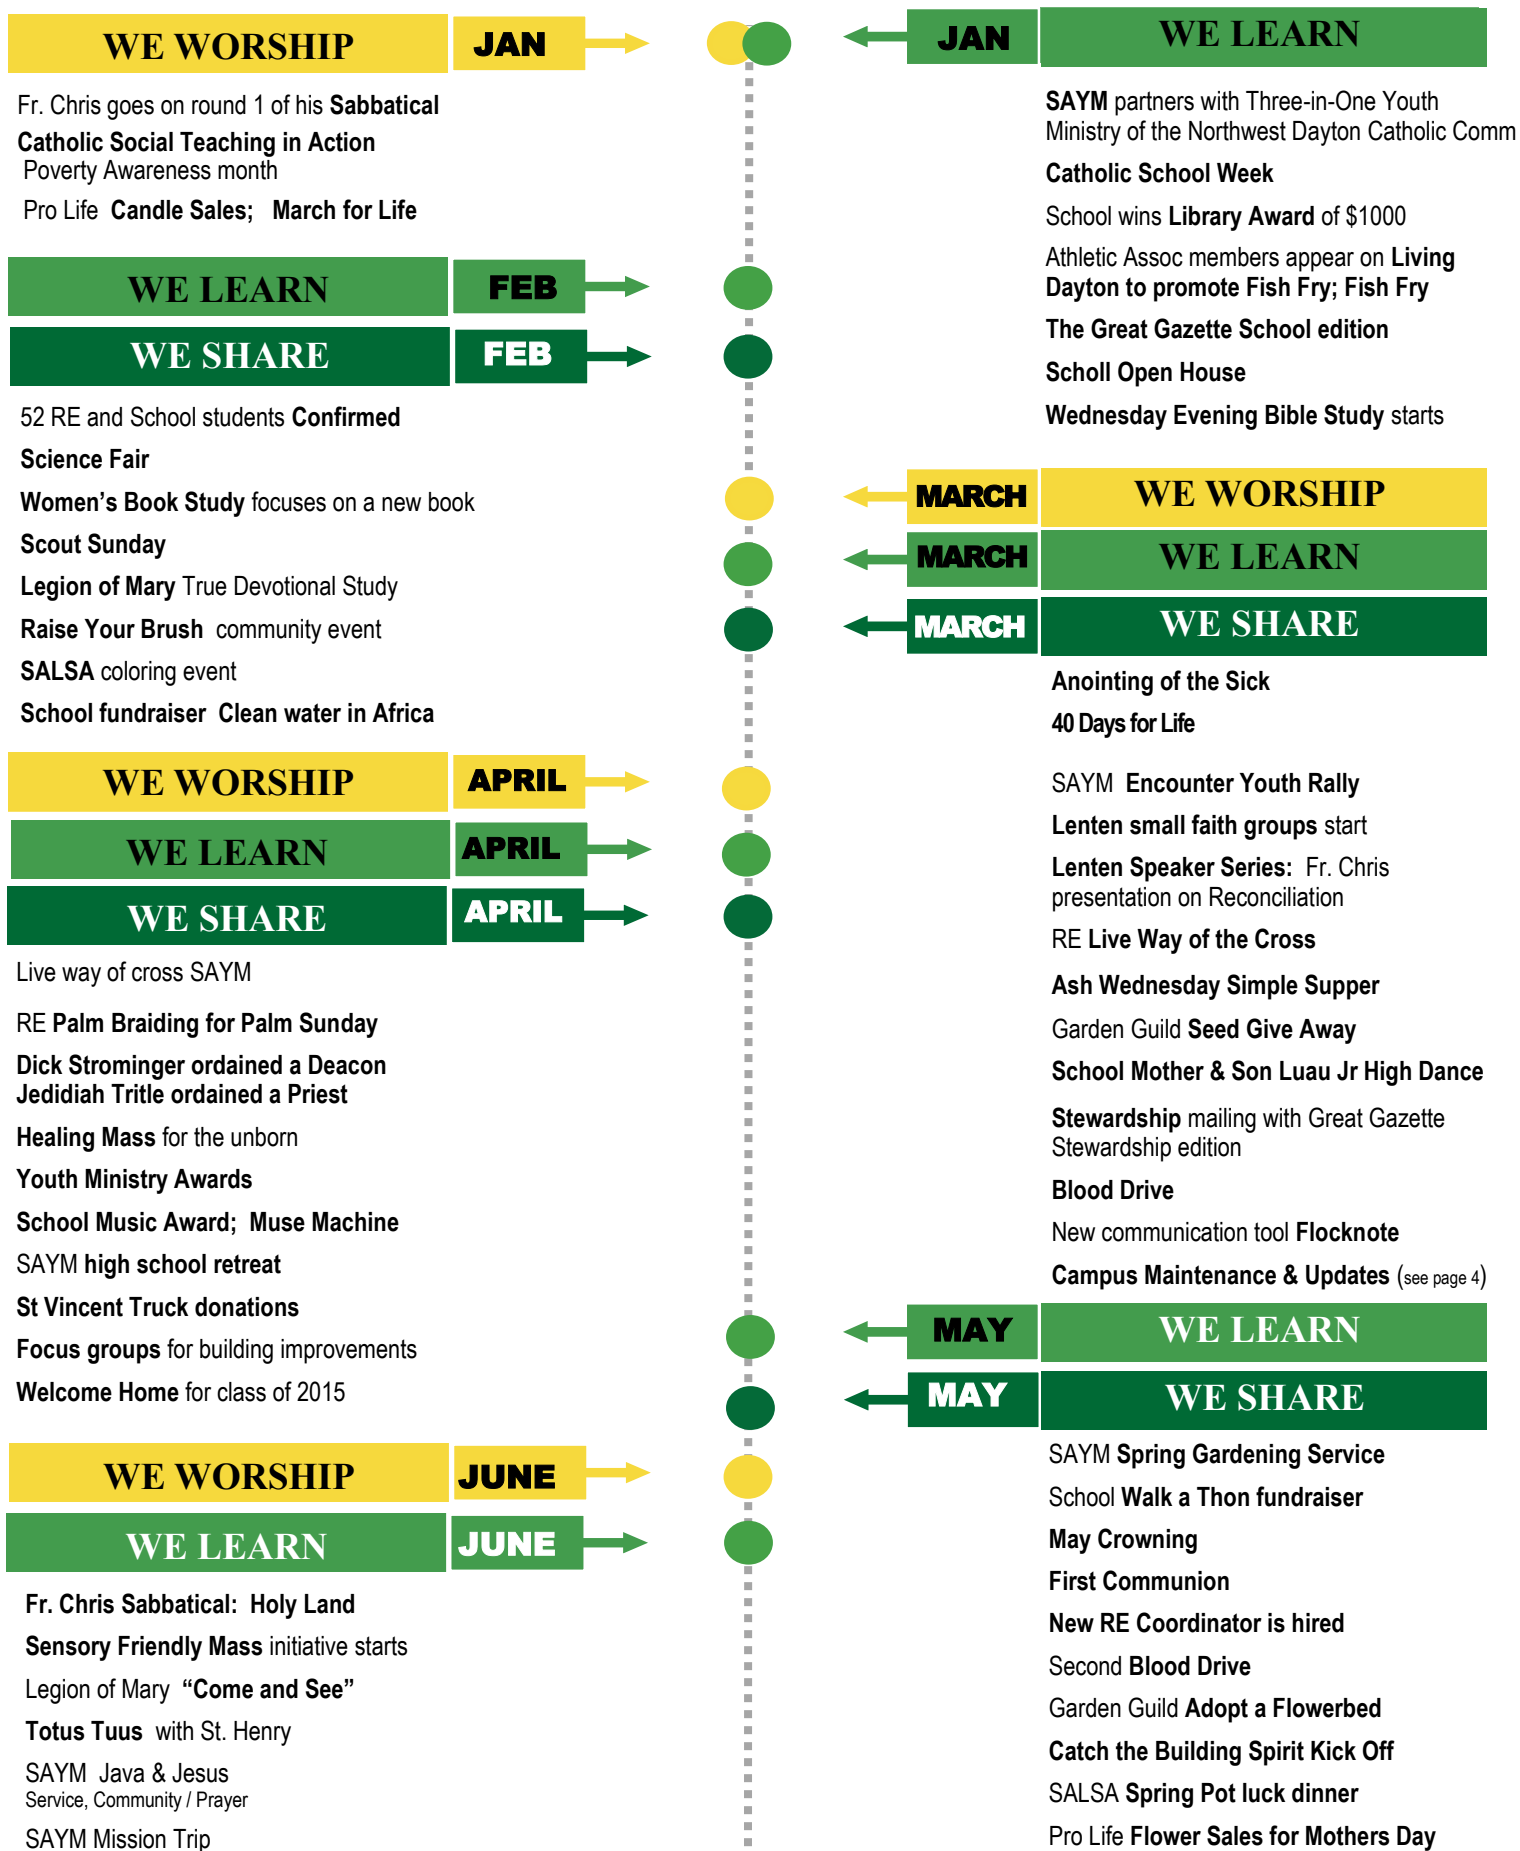 WE WORSHIP JAN
Fr. Chris goes on round 1 of his Sabbatical
Catholic Social Teaching in Action
Poverty Awareness month
Pro Life Candle Sales; March for Life
JAN WE LEARN
SAYM partners with Three-in-One Youth
Ministry of the Northwest Dayton Catholic Comm
Catholic School Week
School wins Library Award of $1000
Athletic Assoc members appear on Living
Dayton to promote Fish Fry; Fish Fry
The Great Gazette School edition
Scholl Open House
Wednesday Evening Bible Study starts
WE LEARN FEB
WE SHARE FEB
52 RE and School students Confirmed
Science Fair
Women’s Book Study focuses on a new book
Scout Sunday
Legion of Mary True Devotional Study
Raise Your Brush community event
SALSA coloring event
School fundraiser Clean water in Africa
MARCH WE WORSHIP
MARCH WE LEARN
MARCH WE SHARE
Anointing of the Sick
40 Days for Life
SAYM Encounter Youth Rally
Lenten small faith groups start
Lenten Speaker Series: Fr. Chris
presentation on Reconciliation
RE Live Way of the Cross
Ash Wednesday Simple Supper
Garden Guild Seed Give Away
School Mother & Son Luau Jr High Dance
Stewardship mailing with Great Gazette
Stewardship edition
Blood Drive
New communication tool Flocknote
Campus Maintenance & Updates (see page 4)
WE WORSHIP APRIL
WE LEARN APRIL
WE SHARE APRIL
Live way of cross SAYM
RE Palm Braiding for Palm Sunday
Dick Strominger ordained a Deacon
Jedidiah Tritle ordained a Priest
Healing Mass for the unborn
Youth Ministry Awards
School Music Award; Muse Machine
SAYM high school retreat
St Vincent Truck donations
Focus groups for building improvements
Welcome Home for class of 2015
MAY WE LEARN
MAY WE SHARE
SAYM Spring Gardening Service
School Walk a Thon fundraiser
May Crowning
First Communion
New RE Coordinator is hired
Second Blood Drive
Garden Guild Adopt a Flowerbed
Catch the Building Spirit Kick Off
SALSA Spring Pot luck dinner
Pro Life Flower Sales for Mothers Day
WE WORSHIP JUNE
WE LEARN JUNE
Fr. Chris Sabbatical: Holy Land
Sensory Friendly Mass initiative starts
Legion of Mary “Come and See”
Totus Tuus with St. Henry
SAYM Java & Jesus
Service, Community / Prayer
SAYM Mission Trip